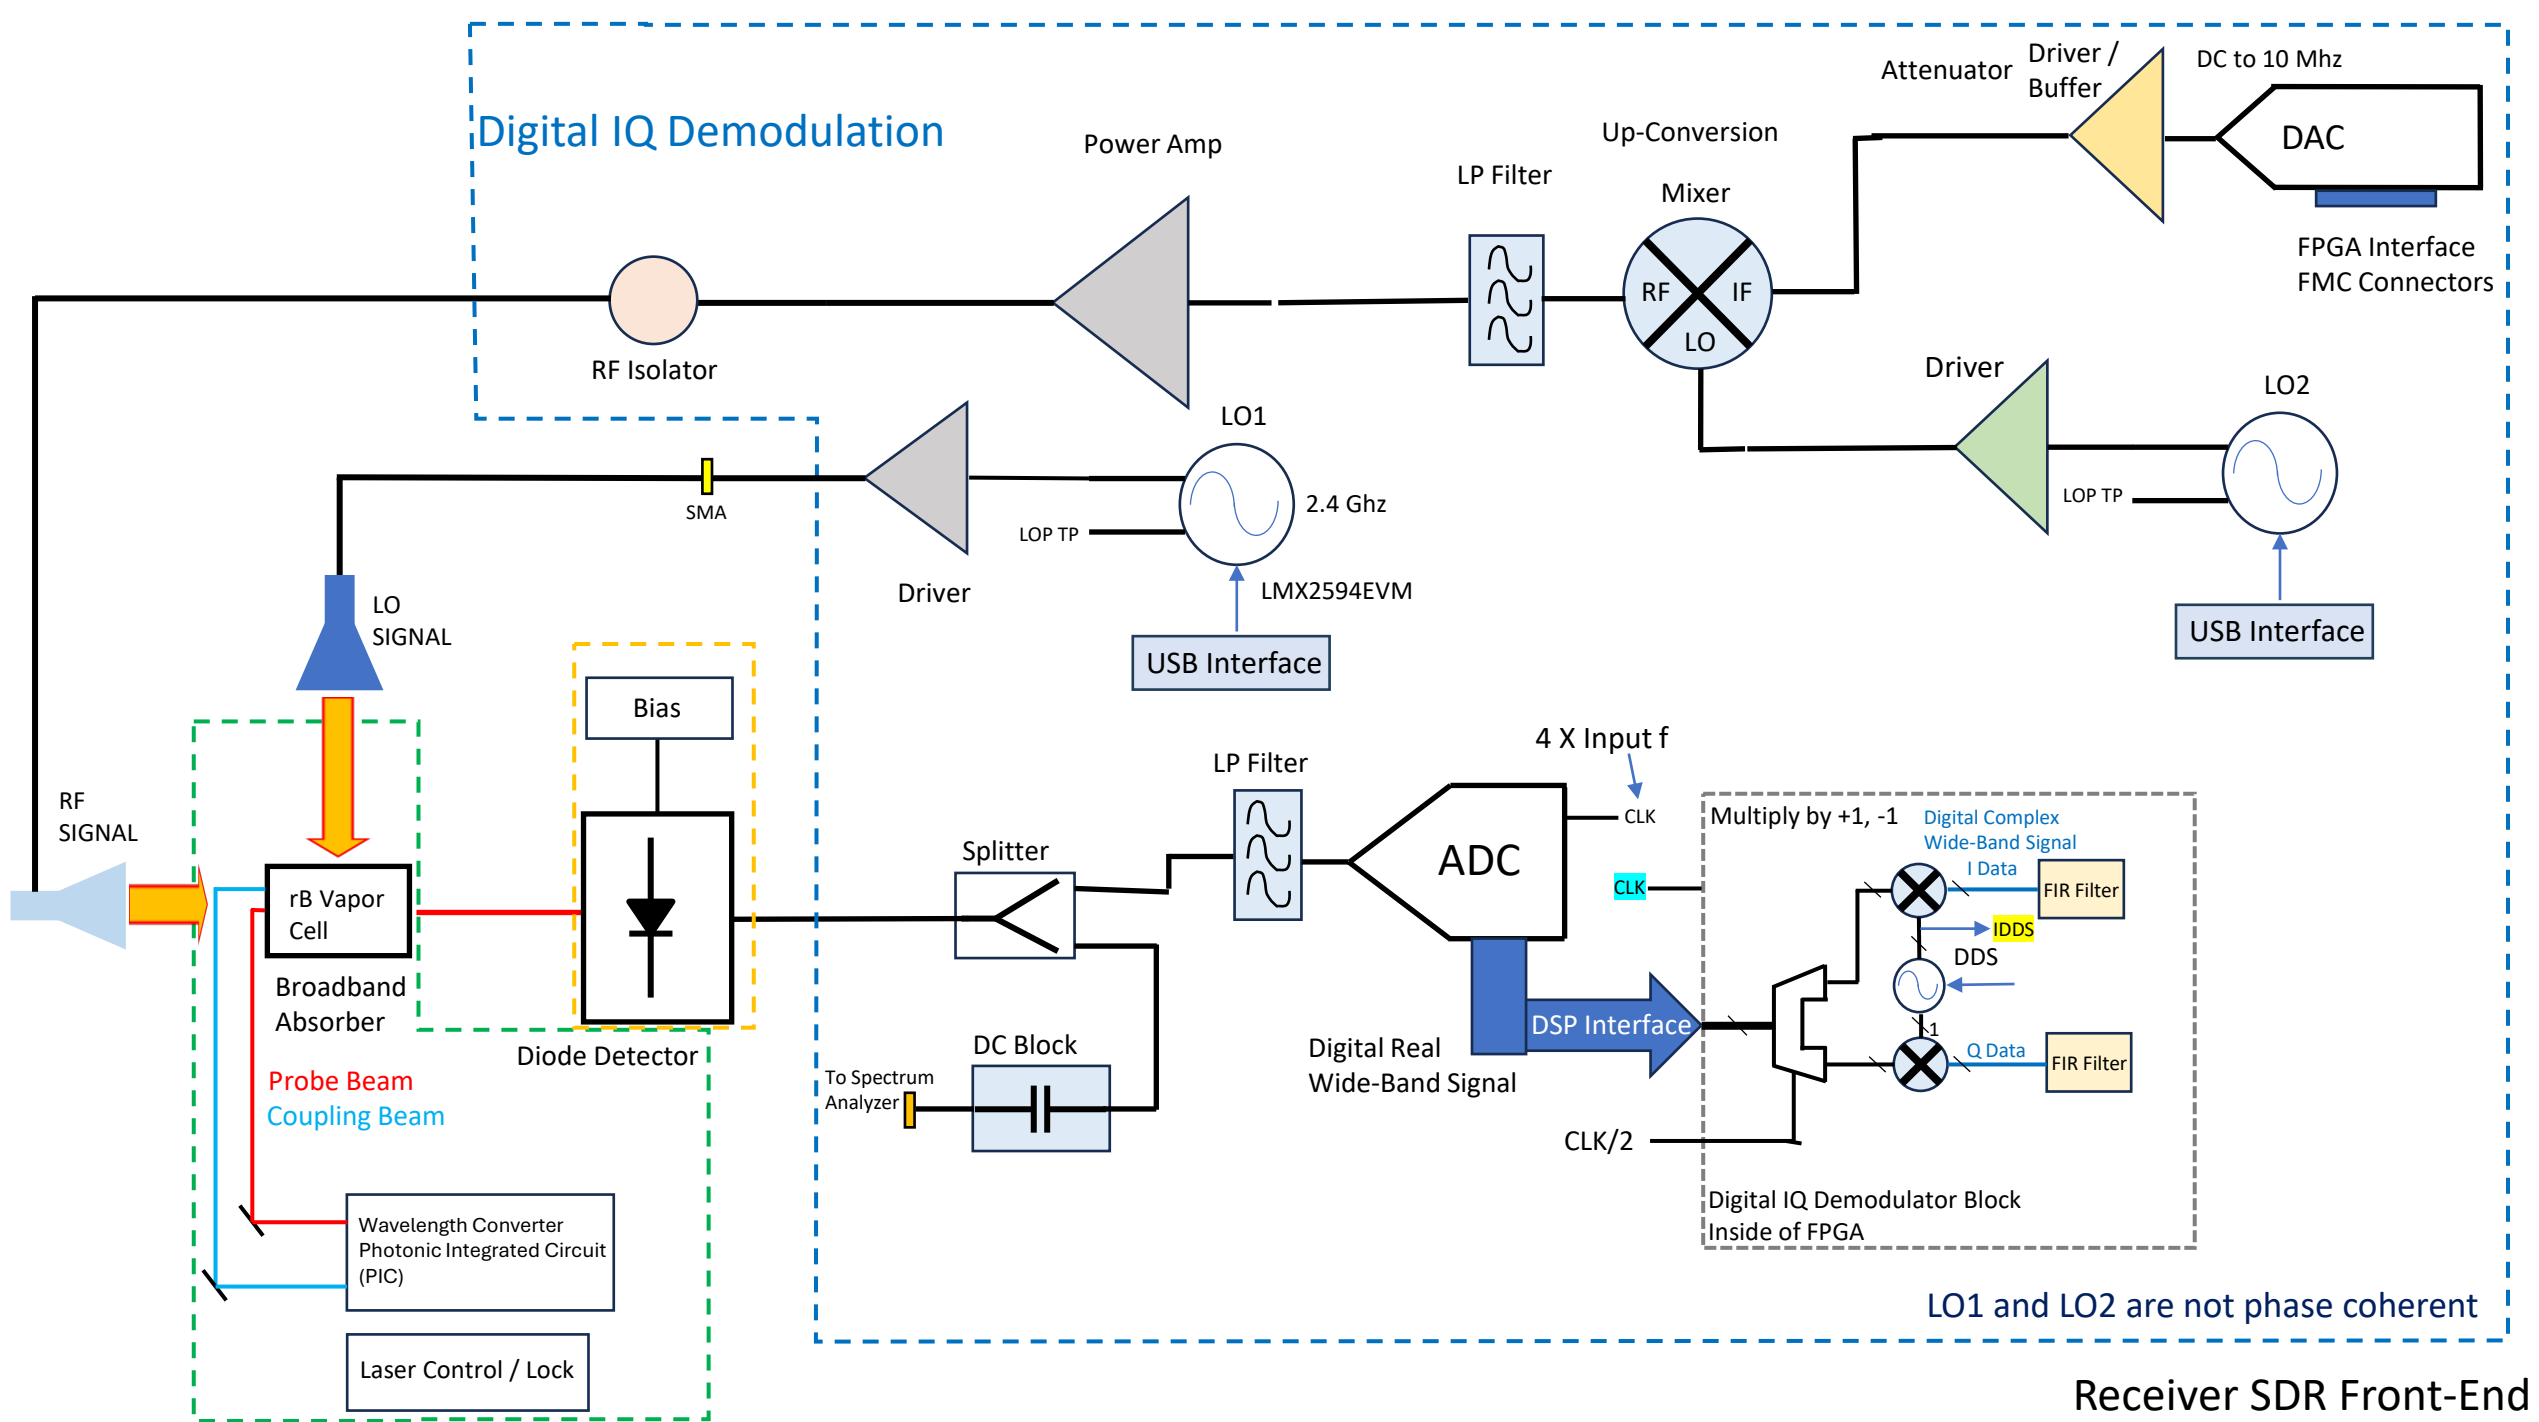 Digital IQ Demodulation
Power Amp
LP Filter
Up-Conversion
Mixer
Attenuator
Driver /
Buffer
DC to 10 Mhz
DAC
FPGA Interface
FMC Connectors
RF
IF
LO
RF Isolator
Driver
LO2
LOP TP
USB Interface
LO1
2.4 Ghz
LOP TP
LMX2594EVM
USB Interface
SMA
Driver
LO
SIGNAL
RF
SIGNAL
rB Vapor
Cell
Broadband
Absorber
Probe Beam
Coupling Beam
Bias
Diode Detector
Wavelength Converter
Photonic Integrated Circuit
(PIC)
Laser Control / Lock
Splitter
DC Block
To Spectrum
Analyzer
LP Filter
ADC
4 X Input f
CLK
CLK
DSP Interface
Digital Real
Wide-Band Signal
CLK/2
Multiply by +1, -1
Digital Complex
Wide-Band Signal
I Data
FIR Filter
IDDS
DDS
1
Q Data
FIR Filter
Digital IQ Demodulator Block
Inside of FPGA
LO1 and LO2 are not phase coherent
Receiver SDR Front-End